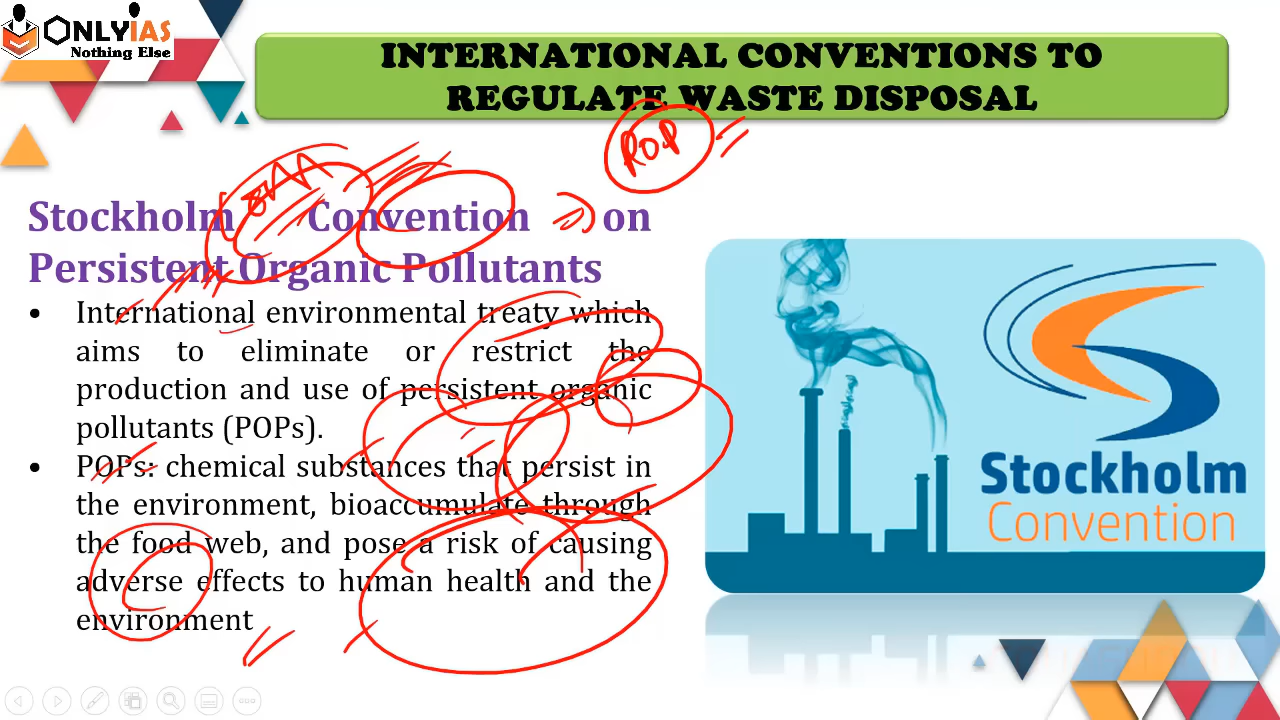 ONLYIAS
Nothing Else
INTERNATIONAL CONVENTIONS TO
REGULATE WASTE DISPOSAL
POP
Stockholm Convention on
Persistent Organic Pollutants
• International environmental treaty which
aims to eliminate or restrict the
production and use of persistent organic
pollutants (POPs).
• POPs: chemical substances that persist in
the environment, bioaccumulate through
the food web, and pose a risk of causing
adverse effects to human health and the
environment
Stockholm
Convention